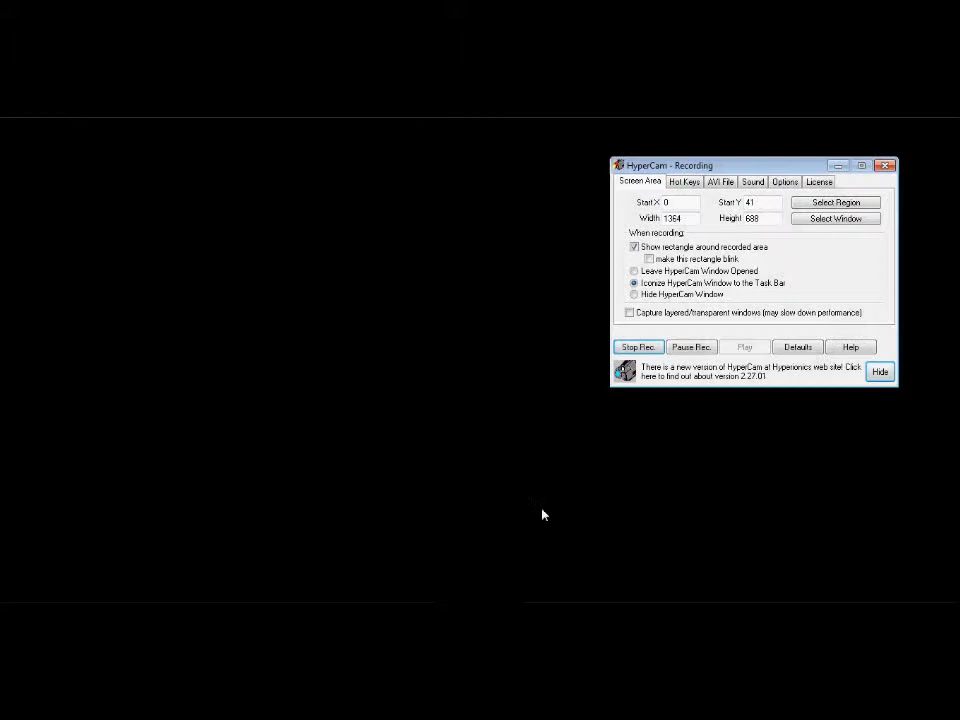 HyperCam - Recording
Screen Area Hot Keys AVI File Sound Options License
Start X 0 Start Y 41 Select Region
Width 1364 Height 688 Select Window
When recording:
Show rectangle around recorded area
make this rectangle blink
Leave HyperCam Window Opened
Iconize HyperCam Window to the Task Bar
Hide HyperCam Window
Capture layered/transparent windows (may slow down performance)
Stop Rec. Pause Rec. Play Defaults Help
There is a new version of HyperCam at Hyperionics web site! Click
here to find out about version 2.27.01
Hide